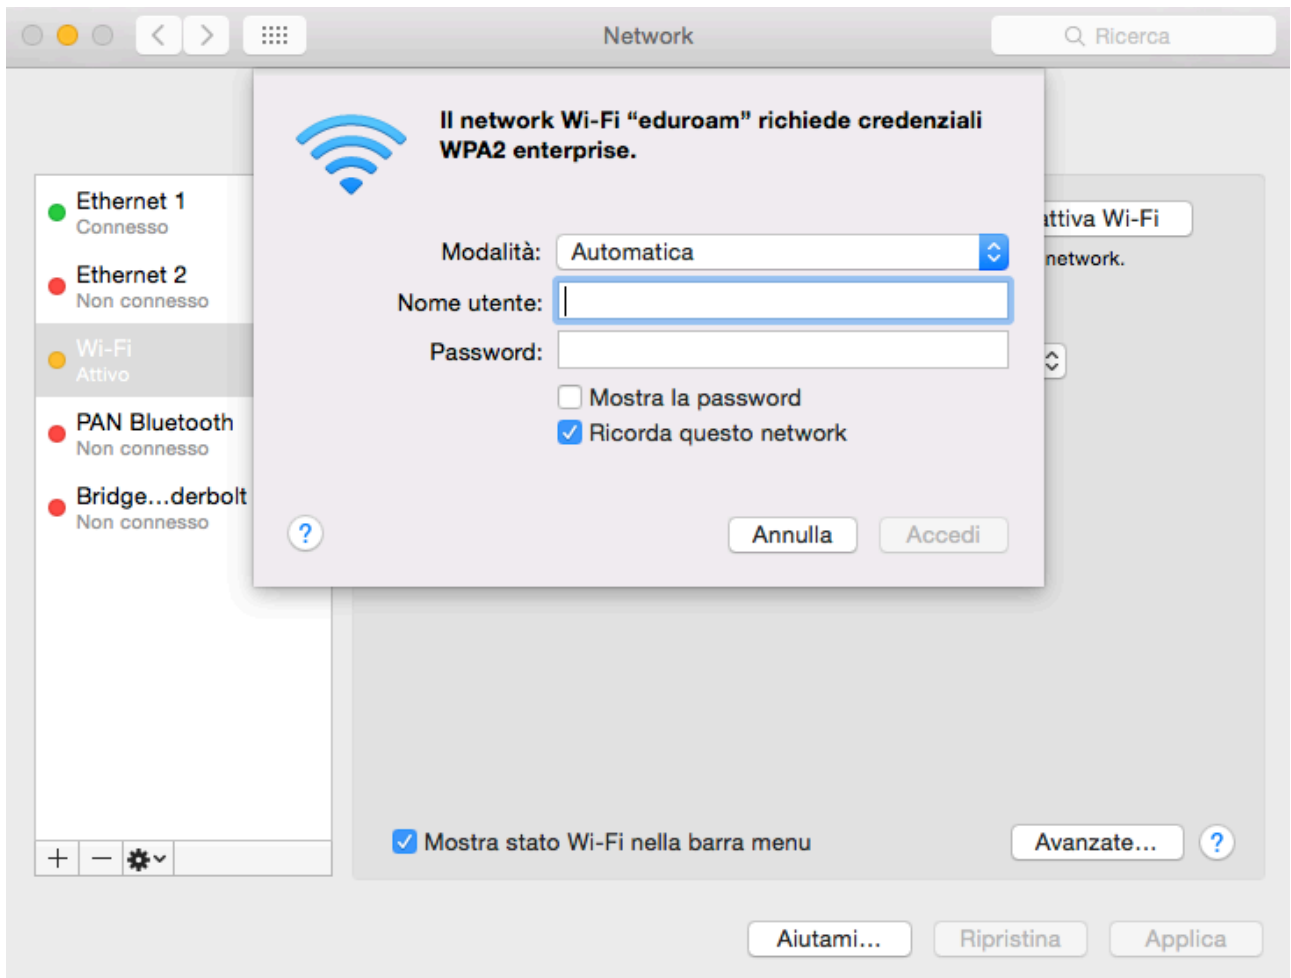 Network
Ricerca
Il network Wi-Fi “eduroam” richiede credenziali
WPA2 enterprise.
Modalità: Automatica
Nome utente:
Password:
Mostra la password
Ricorda questo network
?
Annulla
Accedi
Ethernet 1
Connesso
Ethernet 2
Non connesso
Wi-Fi
Attivo
PAN Bluetooth
Non connesso
Bridge...derbolt
Non connesso
ttiva Wi-Fi
network.
Mostra stato Wi-Fi nella barra menu
Avanzate...
?
Aiutami...
Ripristina
Applica